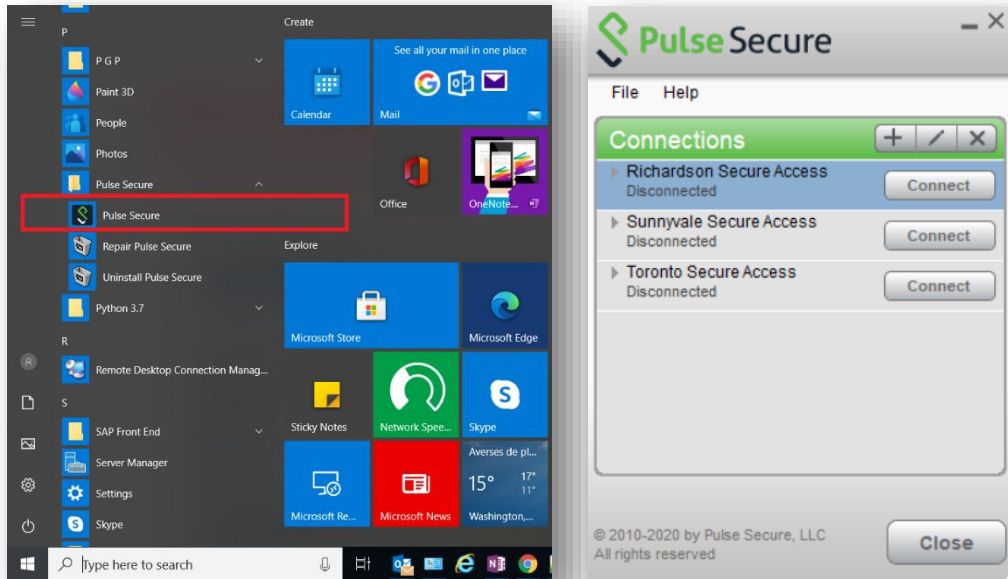 P
P G P
Paint 3D
People
Photos
Pulse Secure
Pulse Secure
Repair Pulse Secure
Uninstall Pulse Secure
Python 3.7
R
Remote Desktop Connection Manag...
S
SAP Front End
Server Manager
Settings
Skype
Type here to search
Create
Calendar
See all your mail in one place
Mail
Office
OneNote...
Explore
Microsoft Store
Microsoft Edge
Sticky Notes
Network Spee...
Skype
Microsoft Re...
Microsoft News
Averses de pl...
15° 17°
11°
Washington,...
Pulse Secure
File Help
Connections
Richardson Secure Access
Disconnected
Connect
Sunnyvale Secure Access
Disconnected
Connect
Toronto Secure Access
Disconnected
Connect
© 2010-2020 by Pulse Secure, LLC
All rights reserved
Close